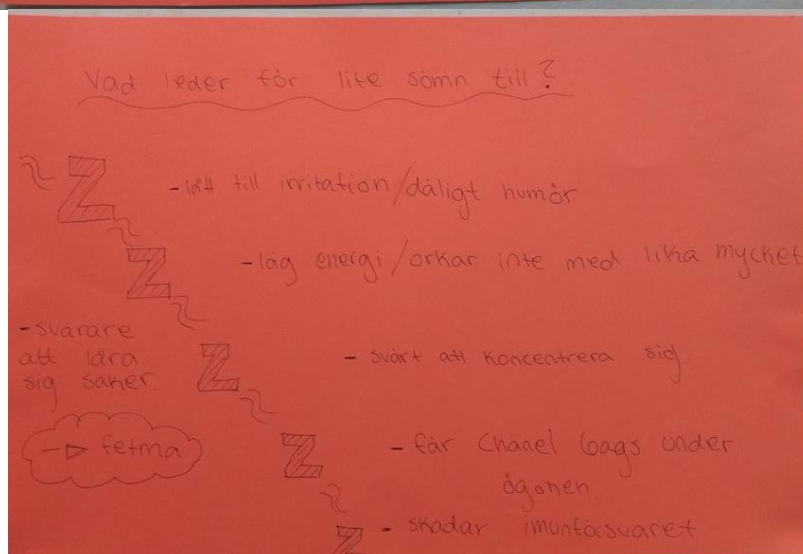 Vad leder för lite sömn till?
- lätt till irritation/dåligt humör
- låg energi/orkar inte med lika mycket
- svårare
att lära
sig saker.
- svårt att koncentrera sig.
→ fetma
- får Chanel bags under
ögonen
- skadar imunförsvaret
Z
Z
Z
Z
Z